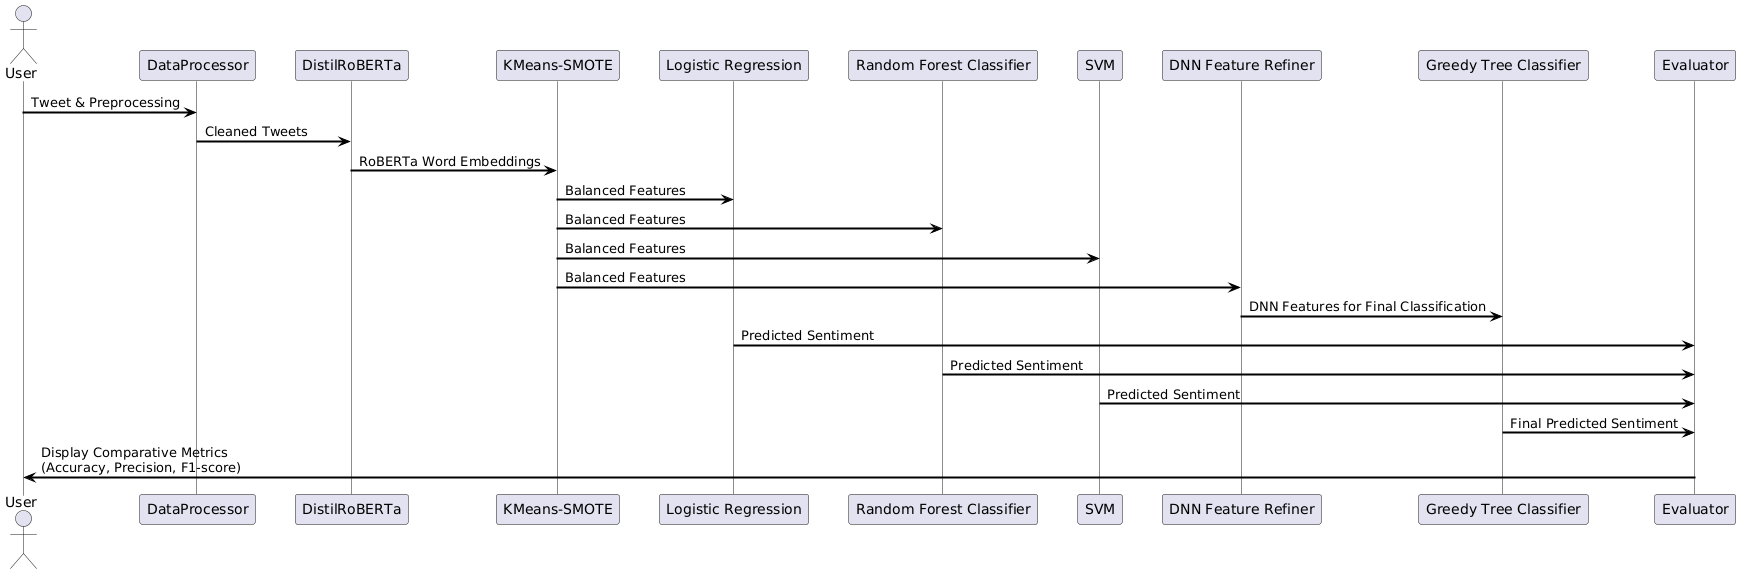 User
DataProcessor
DistilRoBERTa
KMeans-SMOTE
Logistic Regression
Random Forest Classifier
SVM
DNN Feature Refiner
Greedy Tree Classifier
Evaluator
Tweet & Preprocessing
Cleaned Tweets
RoBERTa Word Embeddings
Balanced Features
Balanced Features
Balanced Features
Balanced Features
DNN Features for Final Classification
Predicted Sentiment
Predicted Sentiment
Predicted Sentiment
Final Predicted Sentiment
Display Comparative Metrics
(Accuracy, Precision, F1-score)
User
DataProcessor
DistilRoBERTa
KMeans-SMOTE
Logistic Regression
Random Forest Classifier
SVM
DNN Feature Refiner
Greedy Tree Classifier
Evaluator